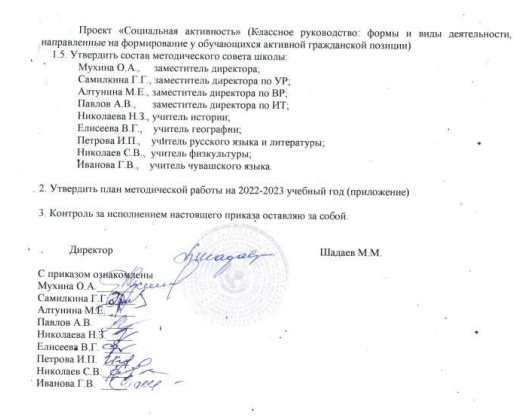 Проект «Социальная активность» (Классное руководство: формы и виды деятельности,
направленные на формирование у обучающихся активной гражданской позиции)
1.5. Утвердить состав методического совета школы:
Мухина О.А., заместитель директора;
Самилкина Г.Г., заместитель директора по УР;
Алтунина М.Е., заместитель директора по ВР;
Павлов А.В., заместитель директора по ИТ;
Николаева Н.З., учитель истории;
Елисеева В.Г., учитель географии;
Петрова И.П., учитель русского языка и литературы;
Николаев С.В., учитель физкультуры;
Иванова Г.В., учитель чувашского языка.
2. Утвердить план методической работы на 2022-2023 учебный год (приложение)
3. Контроль за исполнением настоящего приказа оставляю за собой.
Директор Шадаев М.М.
С приказом ознакомлены
Мухина О.А.
Самилкина Г.Г.
Алтунина М.Е.
Павлов А.В.
Николаева Н.З.
Елисеева В.Г.
Петрова И.П.
Николаев С.В.
Иванова Г.В.